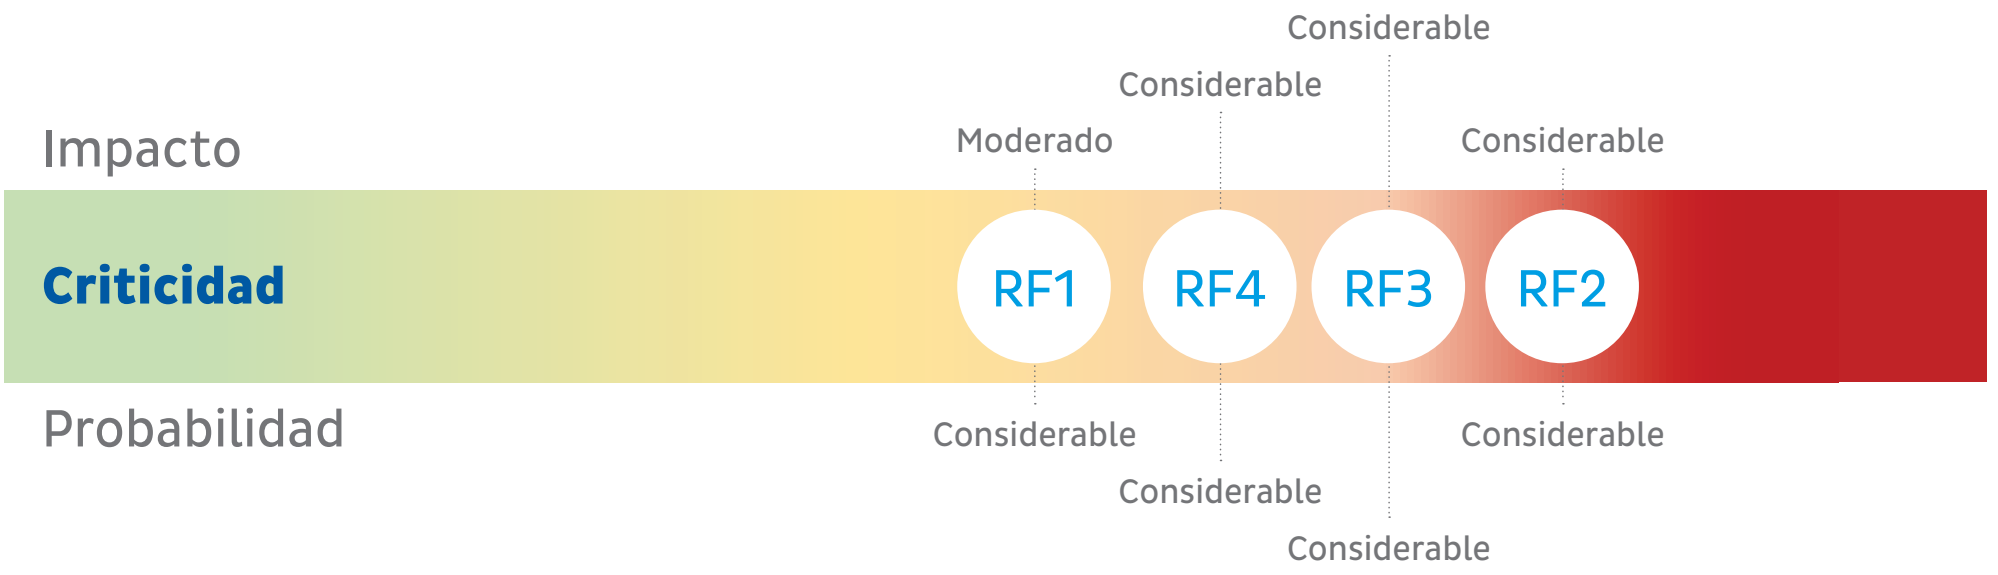 Considerable
Considerable
Impacto
Moderado
Considerable
Criticidad
RF1
RF4
RF3
RF2
Probabilidad
Considerable
Considerable
Considerable
Considerable